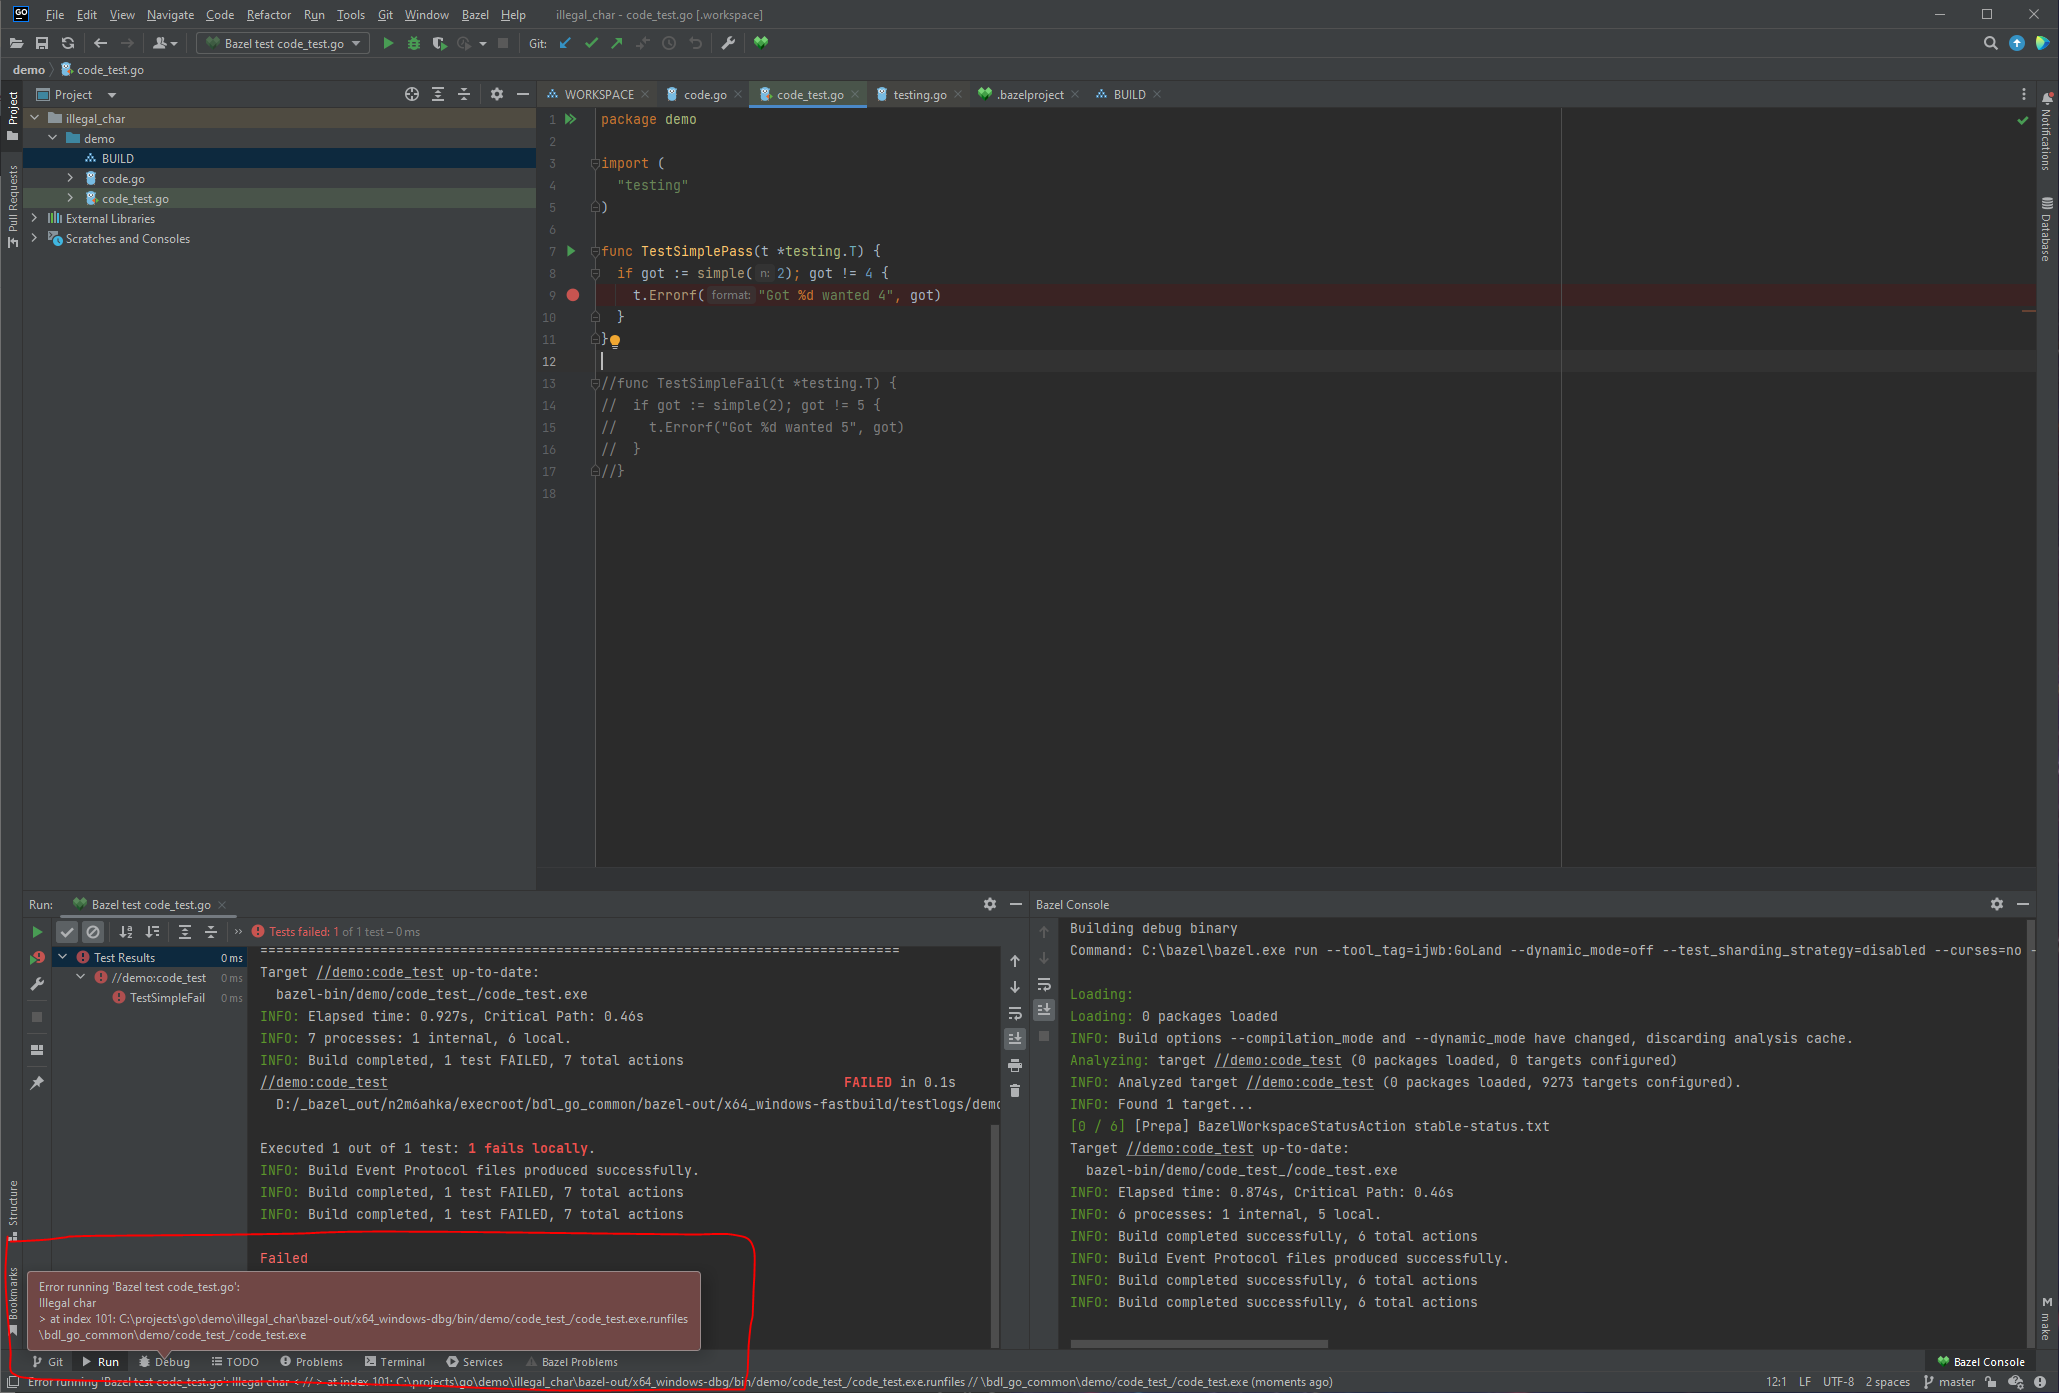 GO File Edit View Navigate Code Refactor Run Tools Git Window Bazel Help illegal_char - code_test.go [.workspace]
Bazel test code_test.go Git:
demo code_test.go
Project
WORKSPACE code.go code_test.go testing.go .bazelproject BUILD
illegal_char
demo
BUILD
code.go
code_test.go
External Libraries
Scratches and Consoles
Project
Pull Requests
Structure
Bookmarks
1 package demo
2
3 import (
4 "testing"
5 )
6
7 func TestSimplePass(t *testing.T) {
8 if got := simple( n: 2); got != 4 {
9 t.Errorf( format: "Got %d wanted 4", got)
10 }
11 }
12
13 //func TestSimpleFail(t *testing.T) {
14 // if got := simple(2); got != 5 {
15 // t.Errorf("Got %d wanted 5", got)
16 // }
17 //}
18
Notifications
Database
make
Run: Bazel test code_test.go
Tests failed: 1 of 1 test – 0 ms
Test Results 0 ms
//demo:code_test 0 ms
TestSimpleFail 0 ms
================================================================================
Target //demo:code_test up-to-date:
bazel-bin/demo/code_test_/code_test.exe
INFO: Elapsed time: 0.927s, Critical Path: 0.46s
INFO: 7 processes: 1 internal, 6 local.
INFO: Build completed, 1 test FAILED, 7 total actions
//demo:code_test FAILED in 0.1s
D:/_bazel_out/n2m6ahka/execroot/bdl_go_common/bazel-out/x64_windows-fastbuild/testlogs/demo
Executed 1 out of 1 test: 1 fails locally.
INFO: Build Event Protocol files produced successfully.
INFO: Build completed, 1 test FAILED, 7 total actions
INFO: Build completed, 1 test FAILED, 7 total actions
Failed
Error running 'Bazel test code_test.go':
Illegal char
> at index 101: C:\projects\go\demo\illegal_char\bazel-out/x64_windows-dbg/bin/demo/code_test_/code_test.exe.runfiles
\bdl_go_common\demo/code_test_/code_test.exe
Bazel Console
Building debug binary
Command: C:\bazel\bazel.exe run --tool_tag=ijwb:GoLand --dynamic_mode=off --test_sharding_strategy=disabled --curses=no -
Loading:
Loading: 0 packages loaded
INFO: Build options --compilation_mode and --dynamic_mode have changed, discarding analysis cache.
Analyzing: target //demo:code_test (0 packages loaded, 0 targets configured)
INFO: Analyzed target //demo:code_test (0 packages loaded, 9273 targets configured).
INFO: Found 1 target...
[0 / 6] [Prepa] BazelWorkspaceStatusAction stable-status.txt
Target //demo:code_test up-to-date:
bazel-bin/demo/code_test_/code_test.exe
INFO: Elapsed time: 0.874s, Critical Path: 0.46s
INFO: 6 processes: 1 internal, 5 local.
INFO: Build completed successfully, 6 total actions
INFO: Build Event Protocol files produced successfully.
INFO: Build completed successfully, 6 total actions
INFO: Build completed successfully, 6 total actions
Git Run Debug TODO Problems Terminal Services Bazel Problems Bazel Console
Error running 'Bazel test code_test.go': Illegal char < // > at index 101: C:\projects\go\demo\illegal_char\bazel-out/x64_windows-dbg/bin/demo/code_test_/code_test.exe.runfiles // \bdl_go_common\demo/code_test_/code_test.exe (moments ago) 12:1 LF UTF-8 2 spaces master